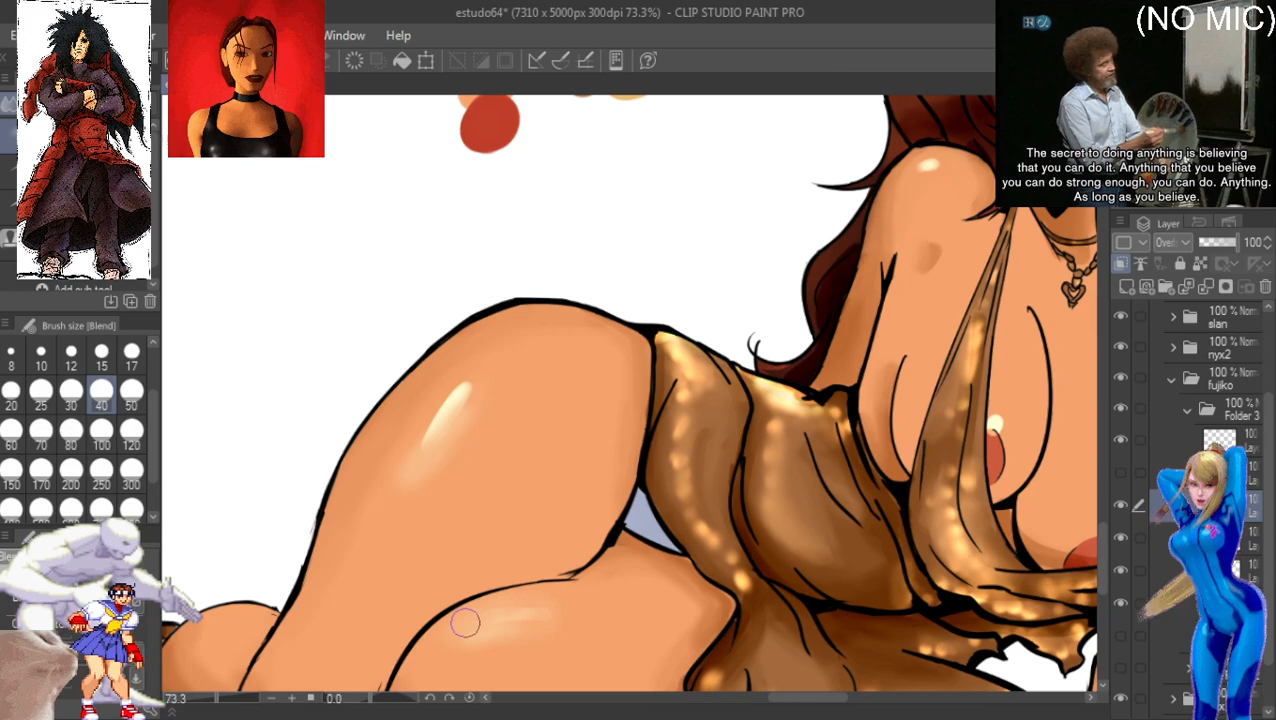 estudo64* (7310 x 5000px 300dpi 73.3%) - CLIP STUDIO PAINT PRO
(NO MIC)
Window
Help
The secret to doing anything is believing
that you can do it. Anything that you believe
you can do strong enough, you can do. Anything.
As long as you believe.
Layer
100
Add sub tool
Brush size [Blend]
8 10 12 15 17
20 25 30 40 50
60 70 80 100 120
150 170 200 250 300
100 %
slan
100 %
nyx2
100 %
fujiko
100 %
Folder 3
73.3
0.0